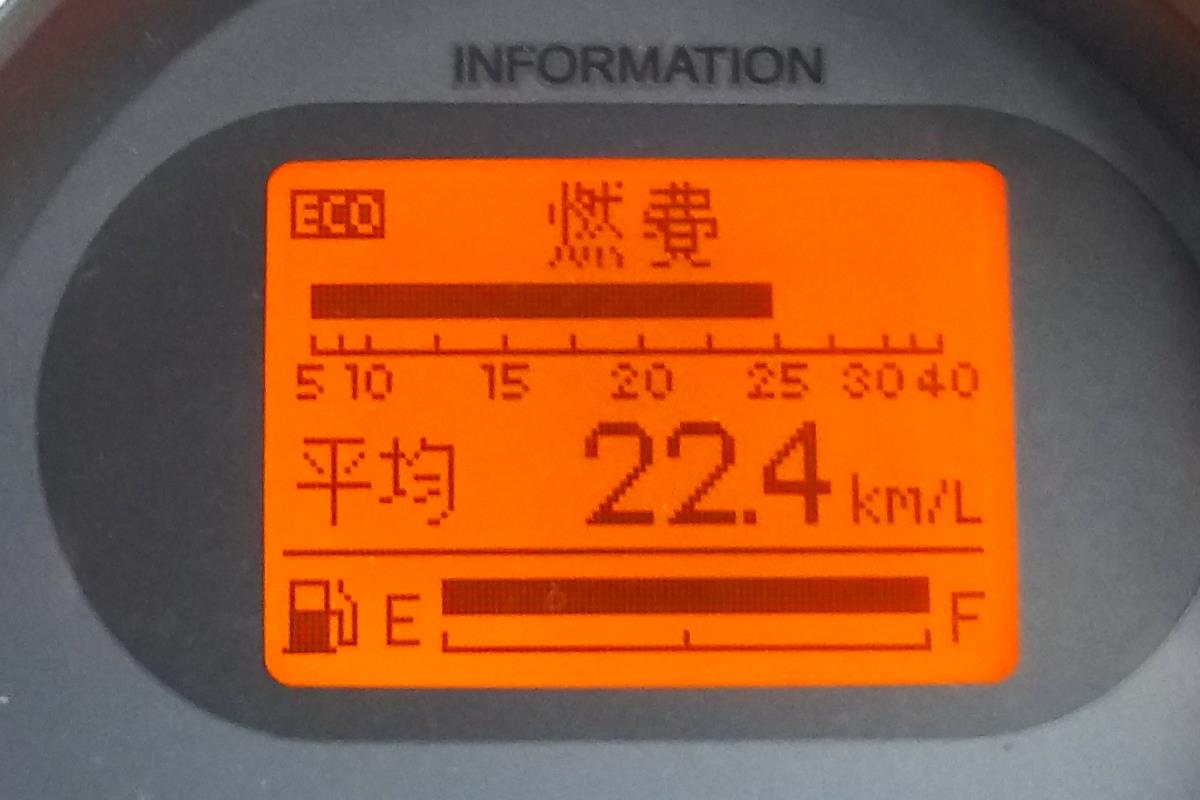 INFORMATION
ECO 燃費
5 10 15 20 25 30 40
平均 22.4 km/L
E F